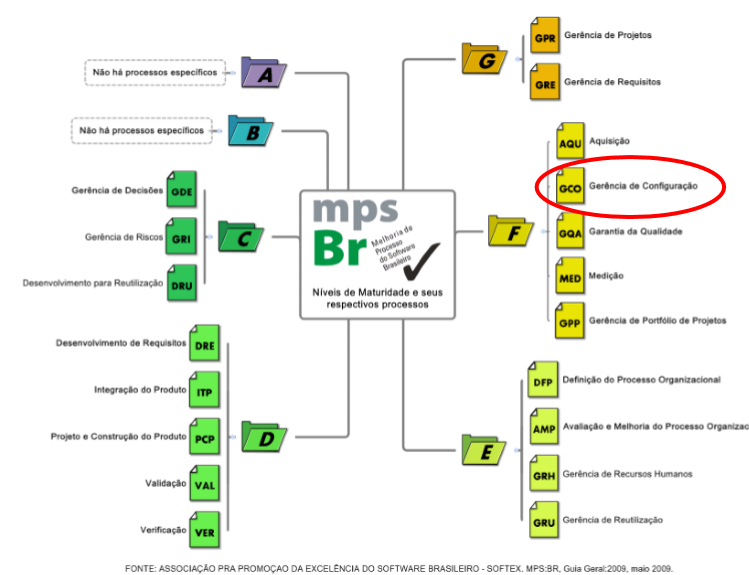 A
Não há processos específicos
B
Não há processos específicos
C
Gerência de Decisões
GDE
Gerência de Riscos
GRI
Desenvolvimento para Reutilização
DRU
Desenvolvimento de Requisitos
DRE
Integração do Produto
ITP
Projeto e Construção do Produto
PCP
D
Validação
VAL
Verificação
VER
mps
Br
Melhoria de
Processo
do Software
Brasileiro
Níveis de Maturidade e seus
respectivos processos
G
GPR
Gerência de Projetos
GRE
Gerência de Requisitos
F
AQU
Aquisição
GCO
Gerência de Configuração
GQA
Garantia da Qualidade
MED
Medição
GPP
Gerência de Portfólio de Projetos
E
DFP
Definição do Processo Organizacional
AMP
Avaliação e Melhoria do Processo Organizac
GRH
Gerência de Recursos Humanos
GRU
Gerência de Reutilização
FONTE: ASSOCIAÇÃO PRA PROMOÇAO DA EXCELÊNCIA DO SOFTWARE BRASILEIRO - SOFTEX. MPS:BR, Guia Geral:2009, maio 2009.